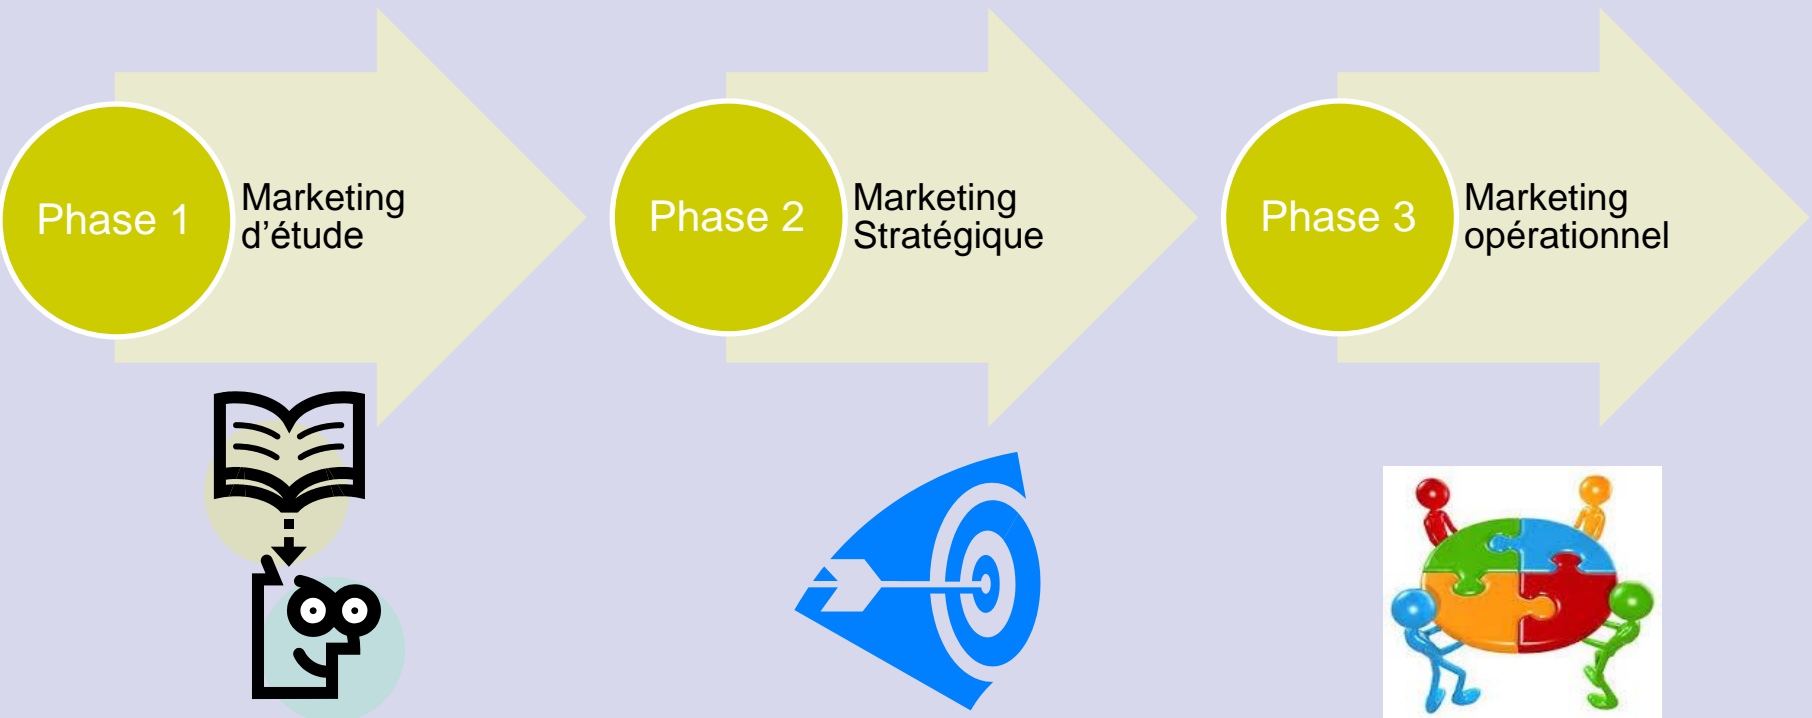 Phase 1
Marketing
d’étude
Phase 2
Marketing
Stratégique
Phase 3
Marketing
opérationnel